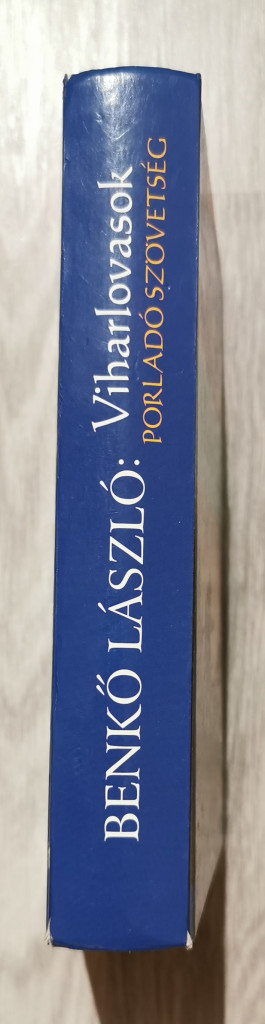 BENKŐ LÁSZLÓ: Viharlovasok
PORLADÓ SZÖVETSÉG